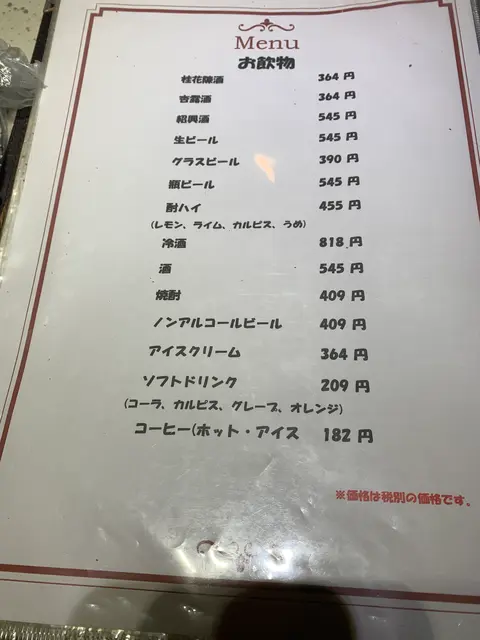 Menu
お飲物
桂花陳酒 364 円
杏露酒 364 円
紹興酒 545 円
生ビール 545 円
グラスビール 390 円
瓶ビール 545 円
酎ハイ 455 円
(レモン、ライム、カルピス、うめ)
冷酒 818 円
酒 545 円
焼酎 409 円
ノンアルコールビール 409 円
アイスクリーム 364 円
ソフトドリンク 209 円
(コーラ、カルピス、グレープ、オレンジ)
コーヒー(ホット・アイス 182 円
※価格は税別の価格です。